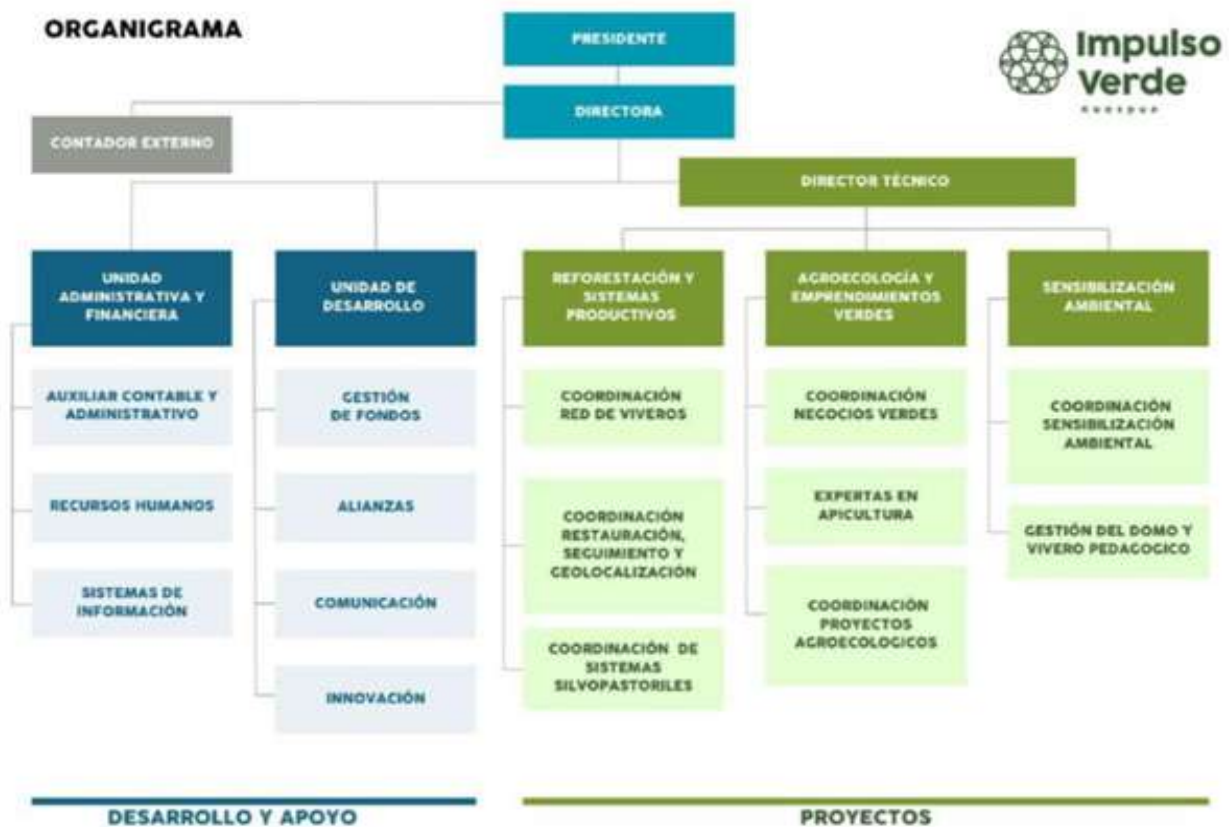 ORGANIGRAMA
PRESIDENTE
Impulso
Verde
DIRECTORA
CONTADOR EXTERNO
DIRECTOR TÉCNICO
UNIDAD
ADMINISTRATIVA Y
FINANCIERA
UNIDAD DE
DESARROLLO
REFORESTACIÓN Y
SISTEMAS
PRODUCTIVOS
AGROECOLOGÍA Y
EMPRENDIMIENTOS
VERDES
SENSIBILIZACIÓN
AMBIENTAL
AUXILIAR CONTABLE Y
ADMINISTRATIVO
GESTIÓN
DE FONDOS
COORDINACIÓN
RED DE VIVEROS
COORDINACIÓN
NEGOCIOS VERDES
COORDINACIÓN
SENSIBILIZACIÓN
AMBIENTAL
RECURSOS HUMANOS
ALIANZAS
COORDINACIÓN
RESTAURACIÓN,
SEGUIMIENTO Y
GEOLOCALIZACIÓN
EXPERTAS EN
APICULTURA
GESTIÓN DEL DOMO Y
VIVERO PEDAGOGICO
SISTEMAS DE
INFORMACIÓN
COMUNICACIÓN
COORDINACIÓN DE
SISTEMAS
SILVOPASTORILES
COORDINACIÓN
PROYECTOS
AGROECOLOGICOS
INNOVACIÓN
DESARROLLO Y APOYO
PROYECTOS